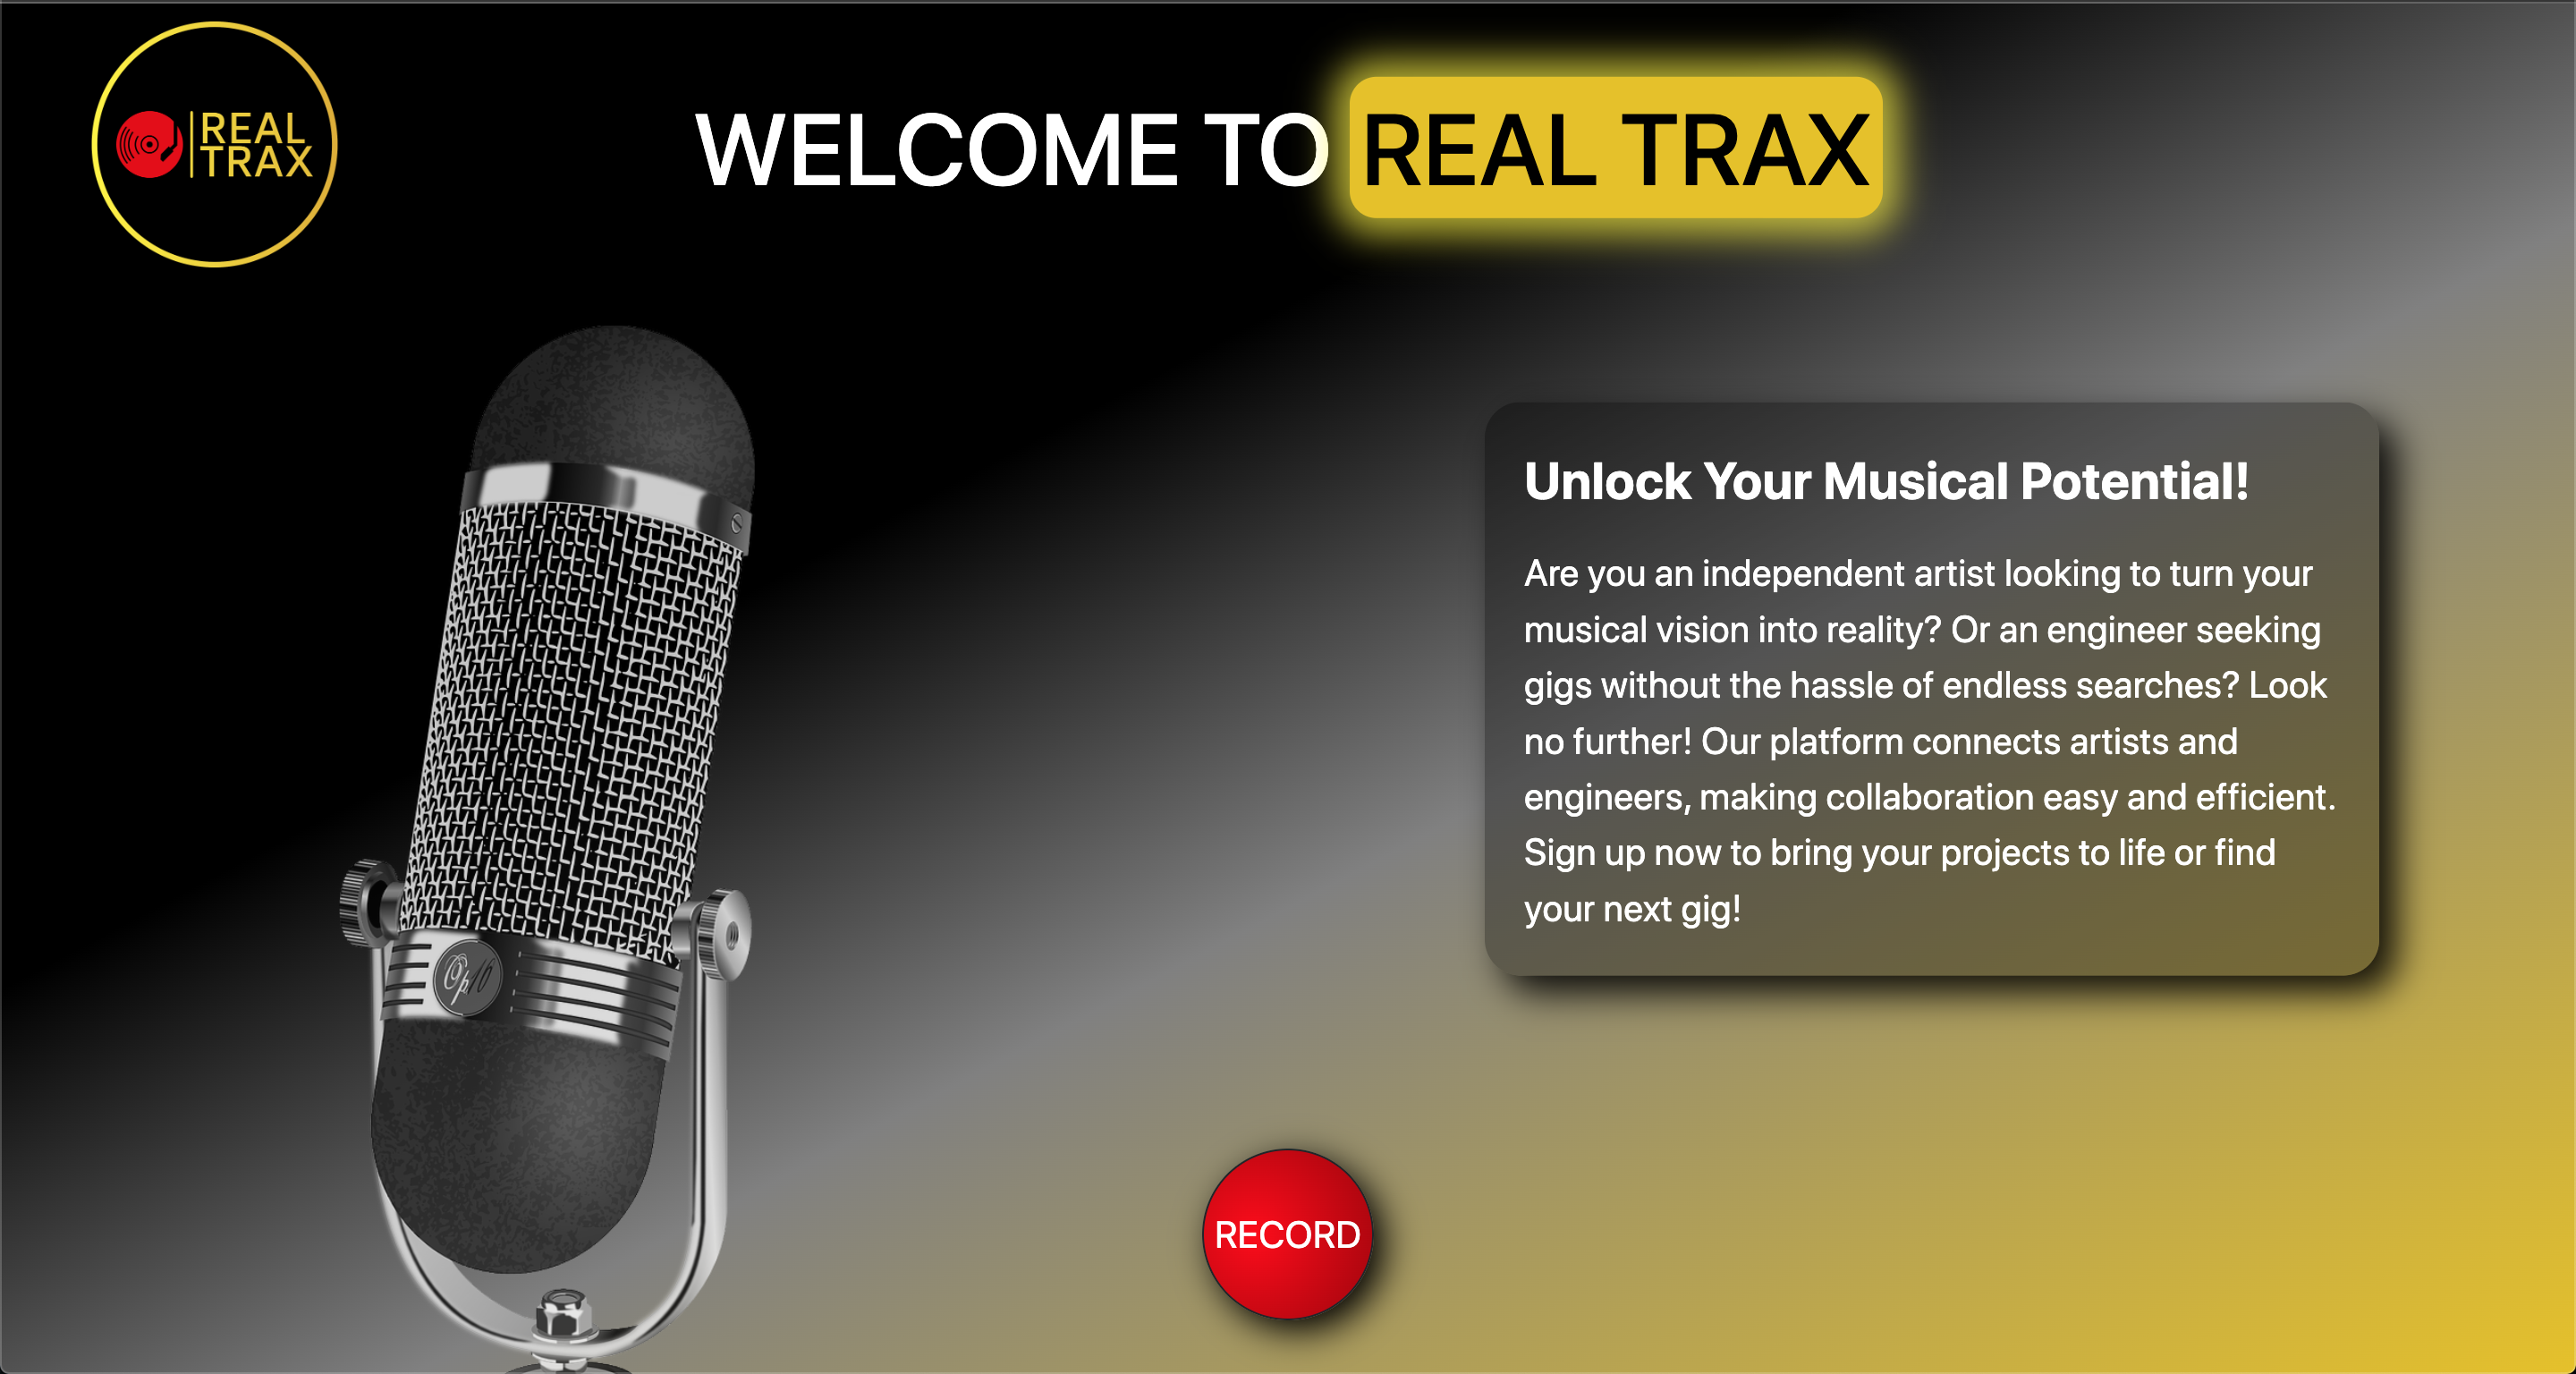 REAL
TRAX
WELCOME TO REAL TRAX
Unlock Your Musical Potential!
Are you an independent artist looking to turn your
musical vision into reality? Or an engineer seeking
gigs without the hassle of endless searches? Look
no further! Our platform connects artists and
engineers, making collaboration easy and efficient.
Sign up now to bring your projects to life or find
your next gig!
RECORD